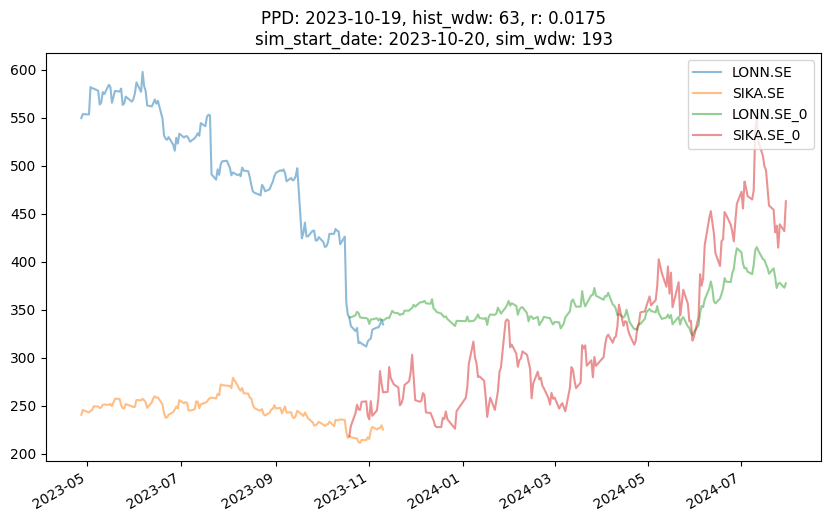 PPD: 2023-10-19, hist_wdw: 63, r: 0.0175
sim_start_date: 2023-10-20, sim_wdw: 193
LONN.SE
SIKA.SE
LONN.SE_0
SIKA.SE_0
600
550
500
450
400
350
300
250
200
2023-05
2023-07
2023-09
2023-11
2024-01
2024-03
2024-05
2024-07